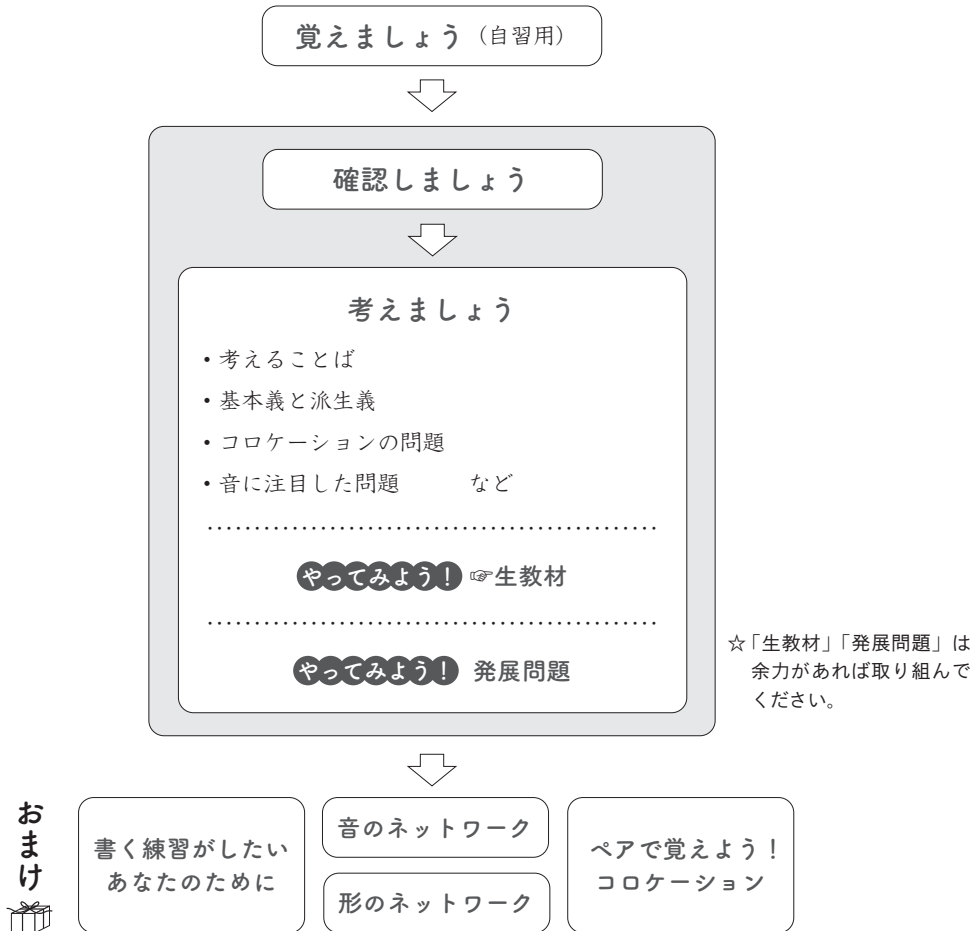 覚えましょう（自習用）
確認しましょう
考えましょう
・考えることば
・基本義と派生義
・コロケーションの問題
・音に注目した問題　　など
やってみよう！☞生教材
やってみよう！ 発展問題
☆「生教材」「発展問題」は
余力があれば取り組んで
ください。
おまけ
書く練習がしたい
あなたのために
音のネットワーク
形のネットワーク
ペアで覚えよう！
コロケーション